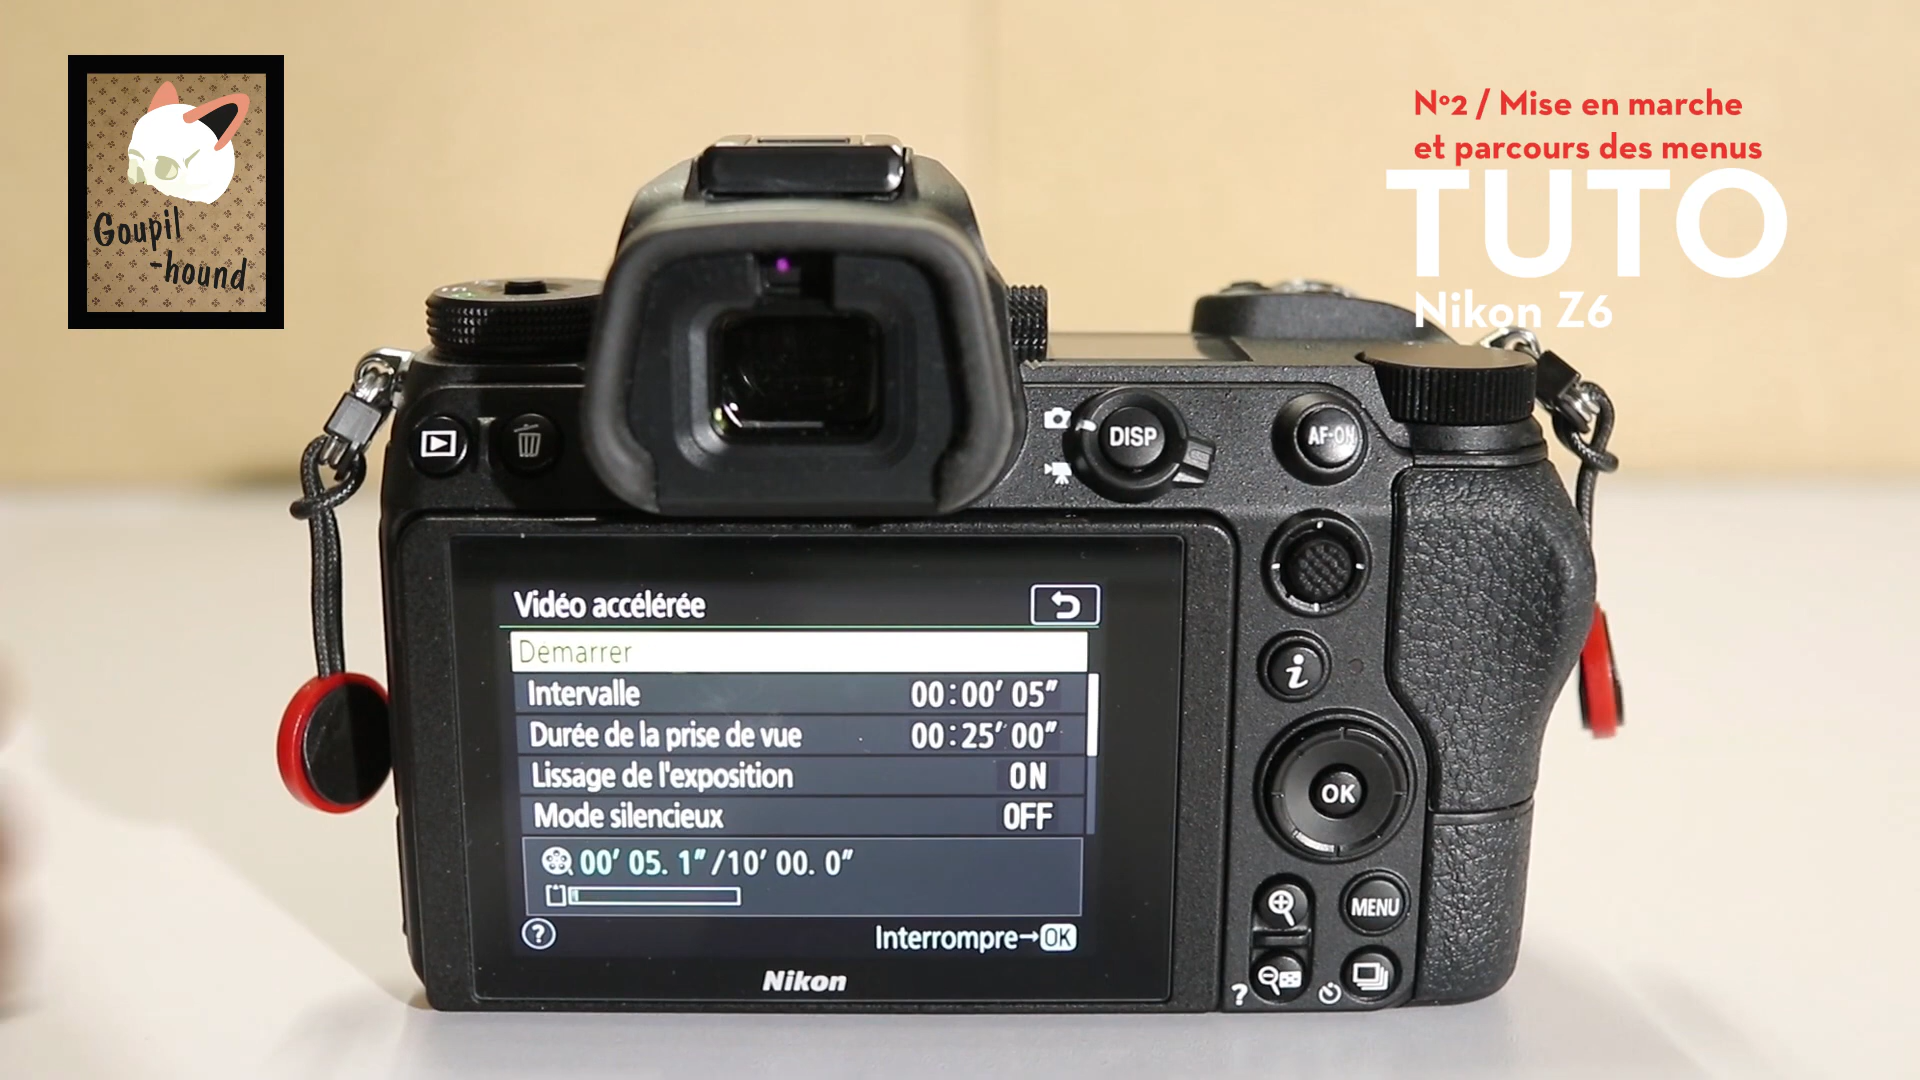 Goupil
-hound
N°2 / Mise en marche
et parcours des menus
TUTO
Nikon Z6
DISP
AF-ON
Vidéo accélérée
Demarrer
Intervalle 00:00′ 05″
Durée de la prise de vue 00:25′ 00″
Lissage de l'exposition ON
Mode silencieux OFF
00′ 05. 1″ /10′ 00. 0″
? Interrompre→OK
Nikon
i
OK
MENU
?